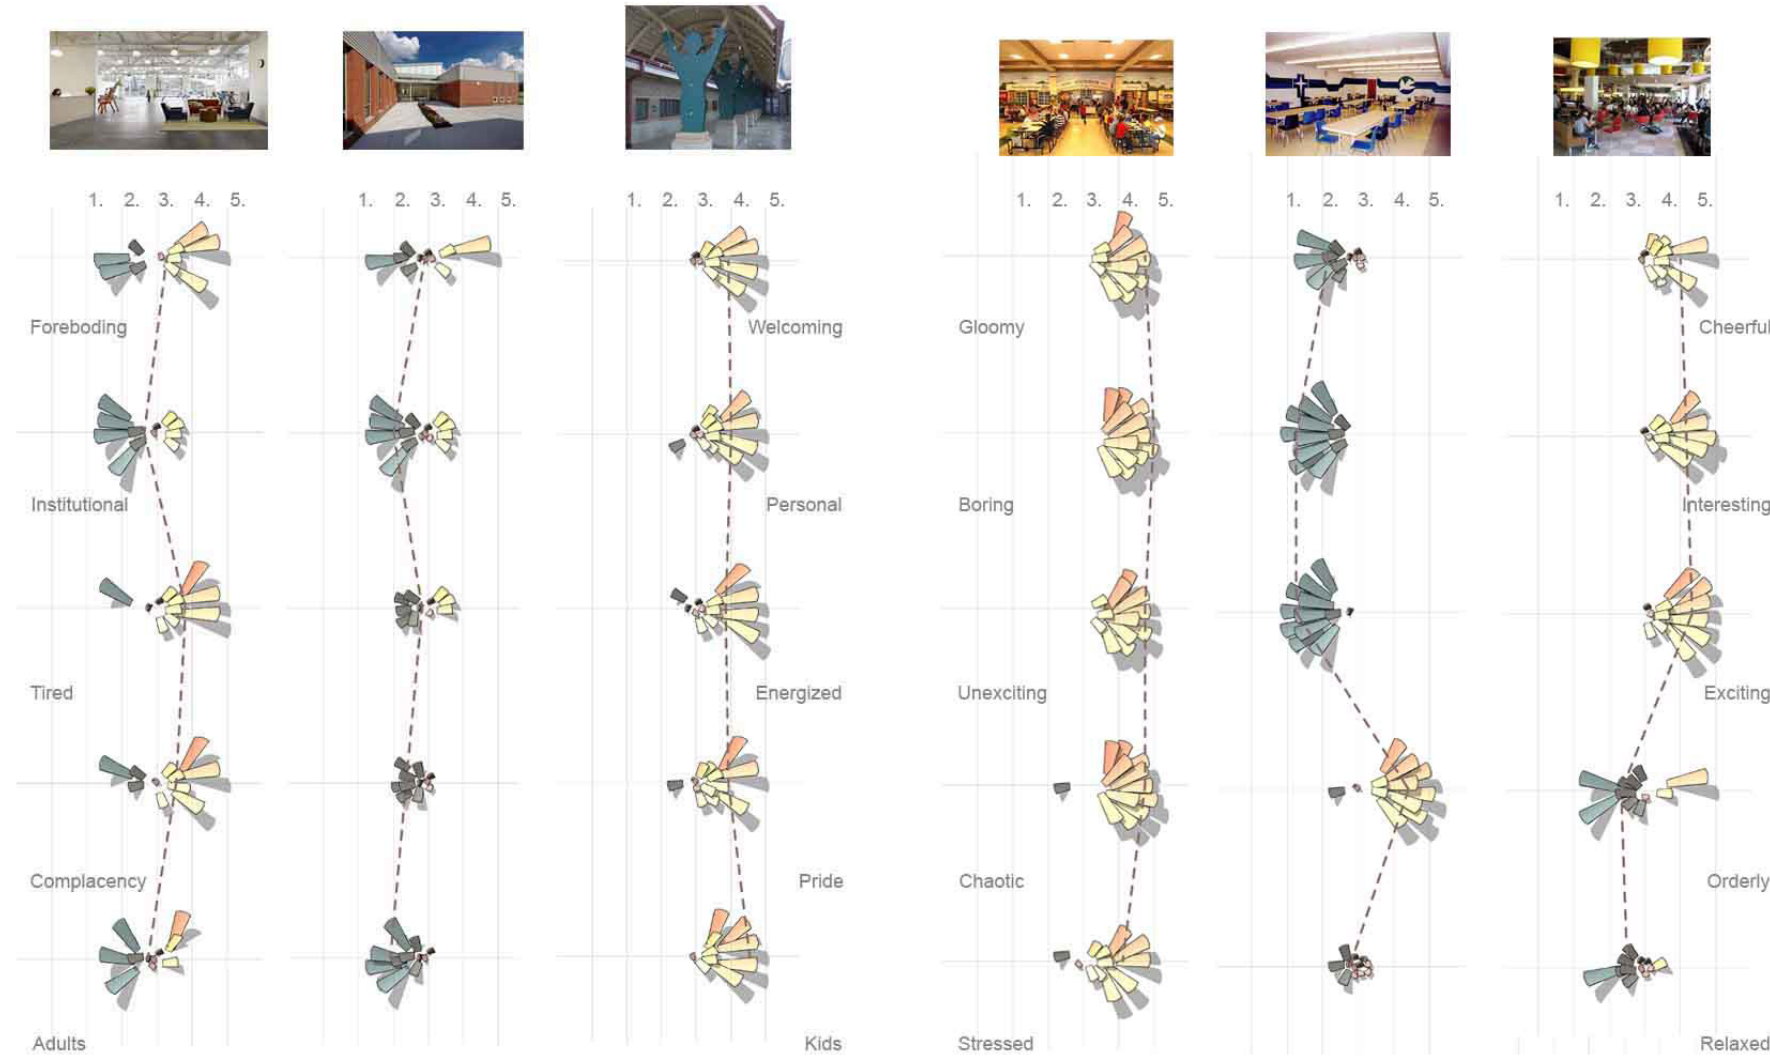 1. 2. 3. 4. 5.
1. 2. 3. 4. 5.
1. 2. 3. 4. 5.
1. 2. 3. 4. 5.
1. 2. 3. 4. 5.
1. 2. 3. 4. 5.
Foreboding Welcoming
Gloomy Cheerful
Institutional Personal
Boring Interesting
Tired Energized
Unexciting Exciting
Complacency Pride
Chaotic Orderly
Adults Kids
Stressed Relaxed